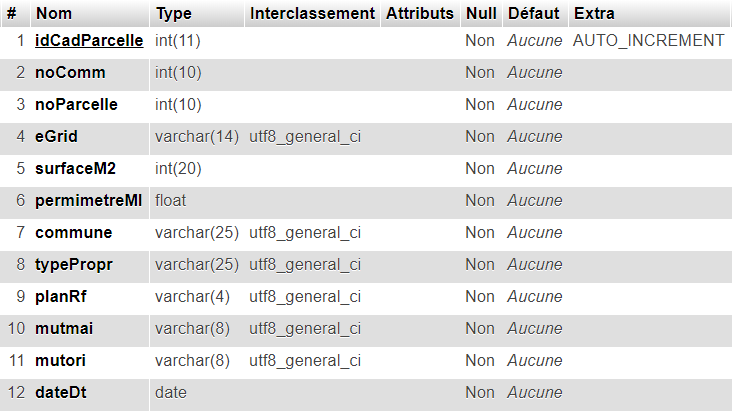 # Nom Type Interclassement Attributs Null Défaut Extra
1 idCadParcelle int(11) Non Aucune AUTO_INCREMENT
2 noComm int(10) Non Aucune
3 noParcelle int(10) Non Aucune
4 eGrid varchar(14) utf8_general_ci Non Aucune
5 surfaceM2 int(20) Non Aucune
6 permimetreMl float Non Aucune
7 commune varchar(25) utf8_general_ci Non Aucune
8 typePropr varchar(25) utf8_general_ci Non Aucune
9 planRf varchar(4) utf8_general_ci Non Aucune
10 mutmai varchar(8) utf8_general_ci Non Aucune
11 mutori varchar(8) utf8_general_ci Non Aucune
12 dateDt date Non Aucune